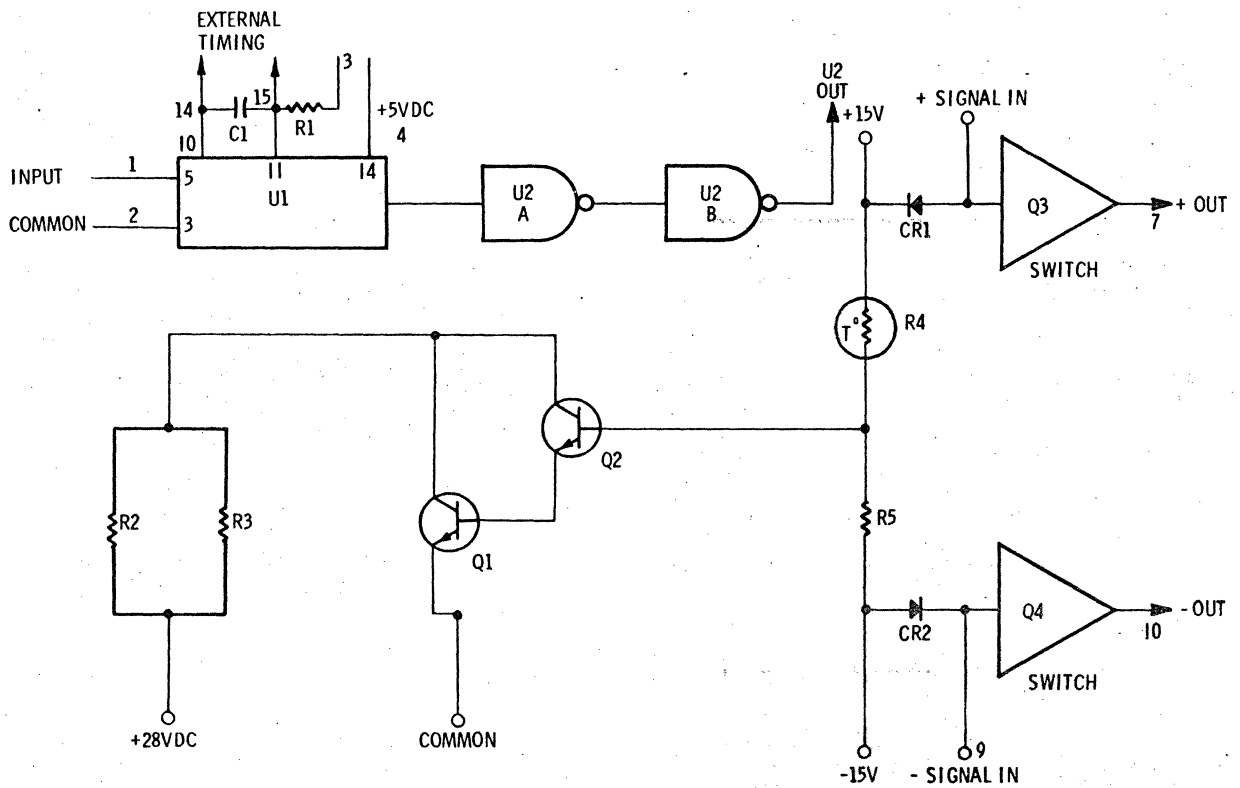 EXTERNAL
TIMING
3
14
15
C1
R1
+5VDC
4
10
INPUT
1
5
11
14
U1
COMMON
2
3
U2
A
U2
B
U2
OUT
+15V
+ SIGNAL IN
CR1
Q3
SWITCH
+ OUT
7
T°
R4
Q2
Q1
R2
R3
R5
CR2
Q4
SWITCH
- OUT
10
+28VDC
COMMON
-15V
9
- SIGNAL IN